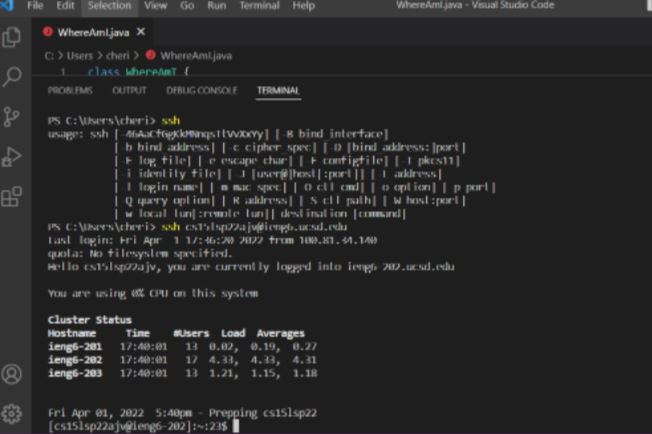 File Edit Selection View Go Run Terminal Help WhereAmI.java - Visual Studio Code
WhereAmI.java
C: > Users > cheri > WhereAmI.java
1 class WhereAmI {
PROBLEMS OUTPUT DEBUG CONSOLE TERMINAL
PS C:\Users\cheri> ssh
usage: ssh [-46AaCfGgKkMNnqsTtVvXxYy] [-B bind_interface]
[-b bind_address] [-c cipher_spec] [-D [bind_address:]port]
[-E log_file] [-e escape_char] [-F configfile] [-I pkcs11]
[-i identity_file] [-J [user@]host[:port]] [-L address]
[-l login_name] [-m mac_spec] [-O ctl_cmd] [-o option] [-p port]
[-Q query_option] [-R address] [-S ctl_path] [-W host:port]
[-w local_tun[:remote_tun]] destination [command]
PS C:\Users\cheri> ssh cs15lsp22ajv@ieng6.ucsd.edu
Last login: Fri Apr 1 17:36:20 2022 from 100.81.34.140
quota: No filesystem specified.
Hello cs15lsp22ajv, you are currently logged into ieng6-202.ucsd.edu
You are using 0% CPU on this system
Cluster Status
Hostname Time #Users Load Averages
ieng6-201 17:40:01 13 0.02, 0.19, 0.27
ieng6-202 17:40:01 17 4.33, 4.33, 4.31
ieng6-203 17:40:01 13 1.21, 1.15, 1.18
Fri Apr 01, 2022 5:40pm - Prepping cs15lsp22
[cs15lsp22ajv@ieng6-202]:~:23$